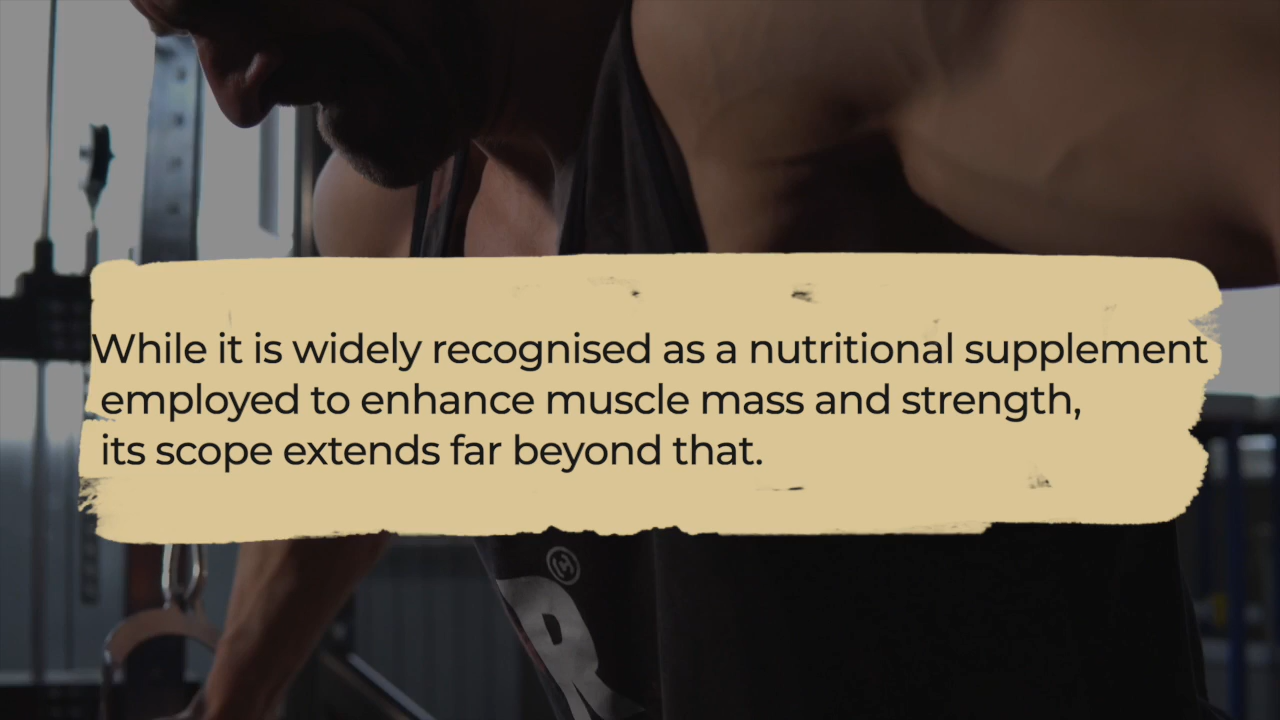 While it is widely recognised as a nutritional supplement
employed to enhance muscle mass and strength,
its scope extends far beyond that.
R